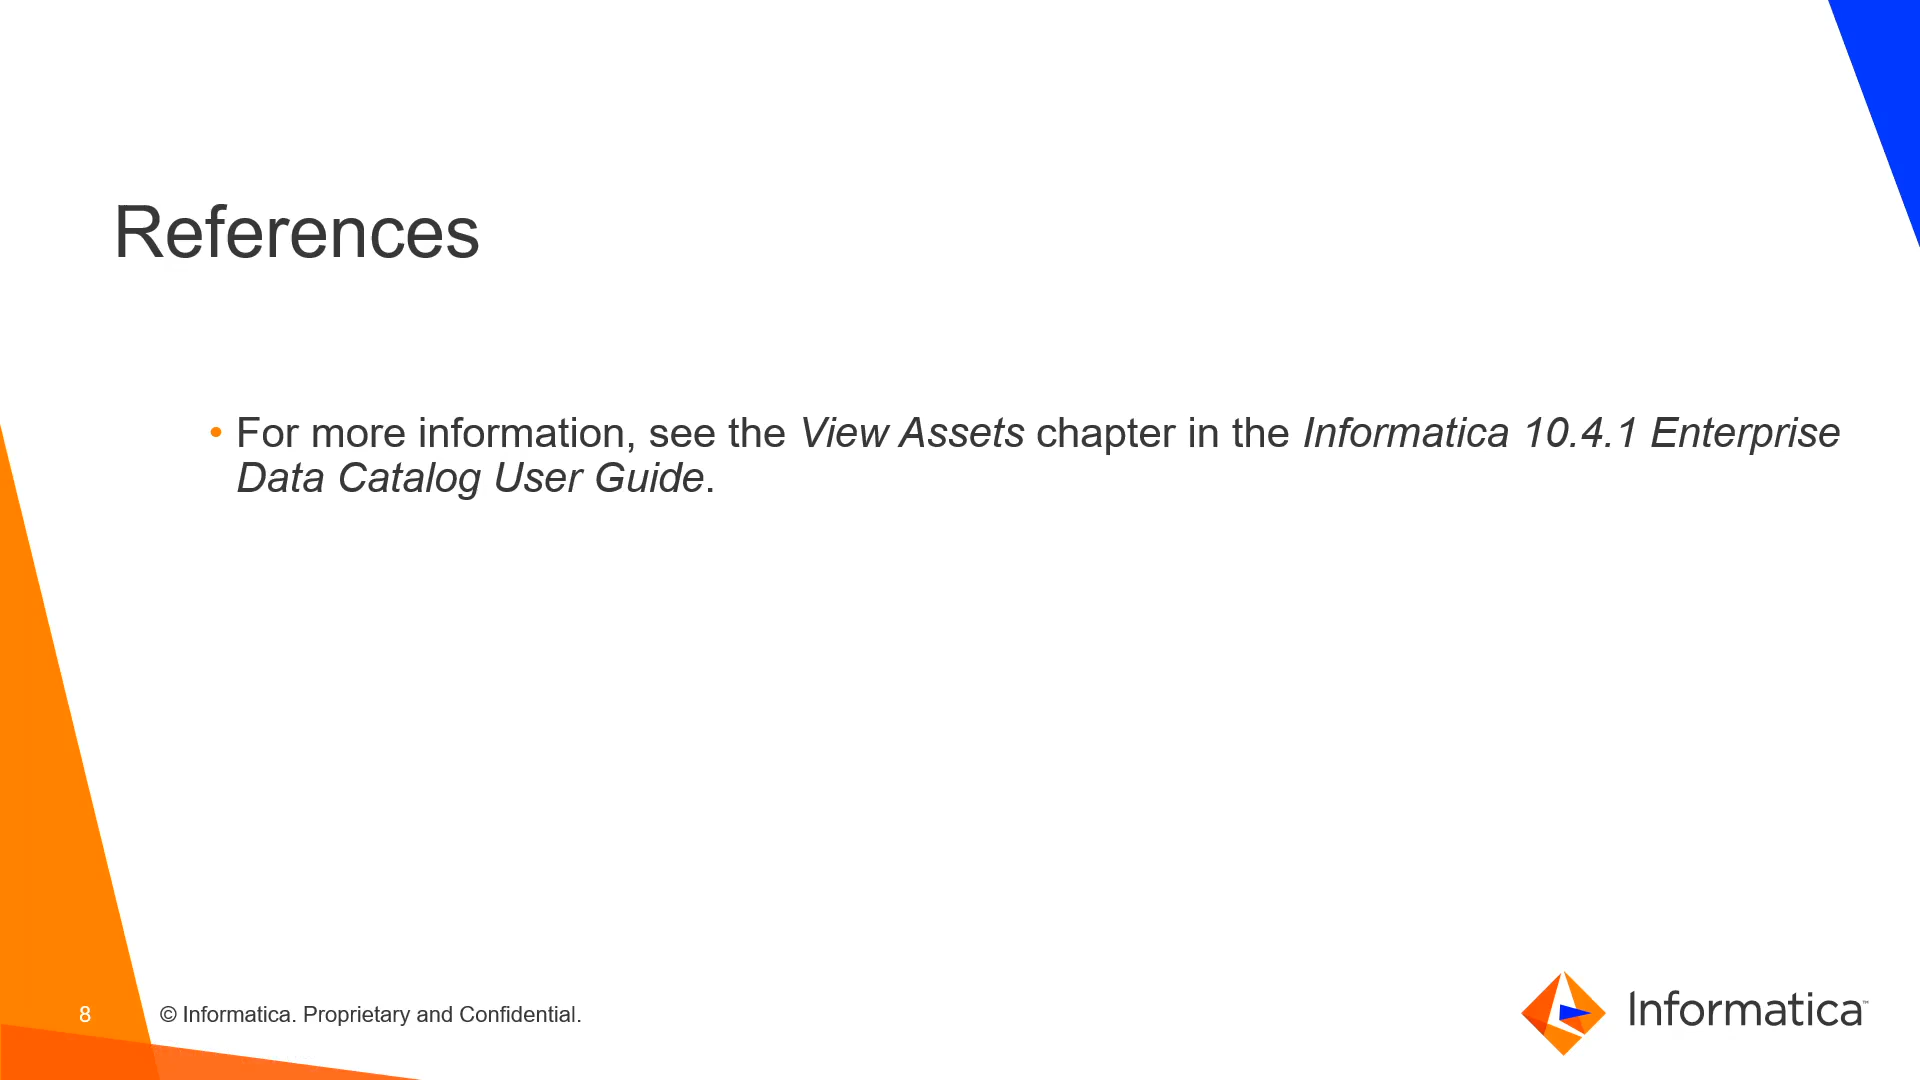 References
• For more information, see the View Assets chapter in the Informatica 10.4.1 Enterprise
Data Catalog User Guide.
8
© Informatica. Proprietary and Confidential.
Informatica™